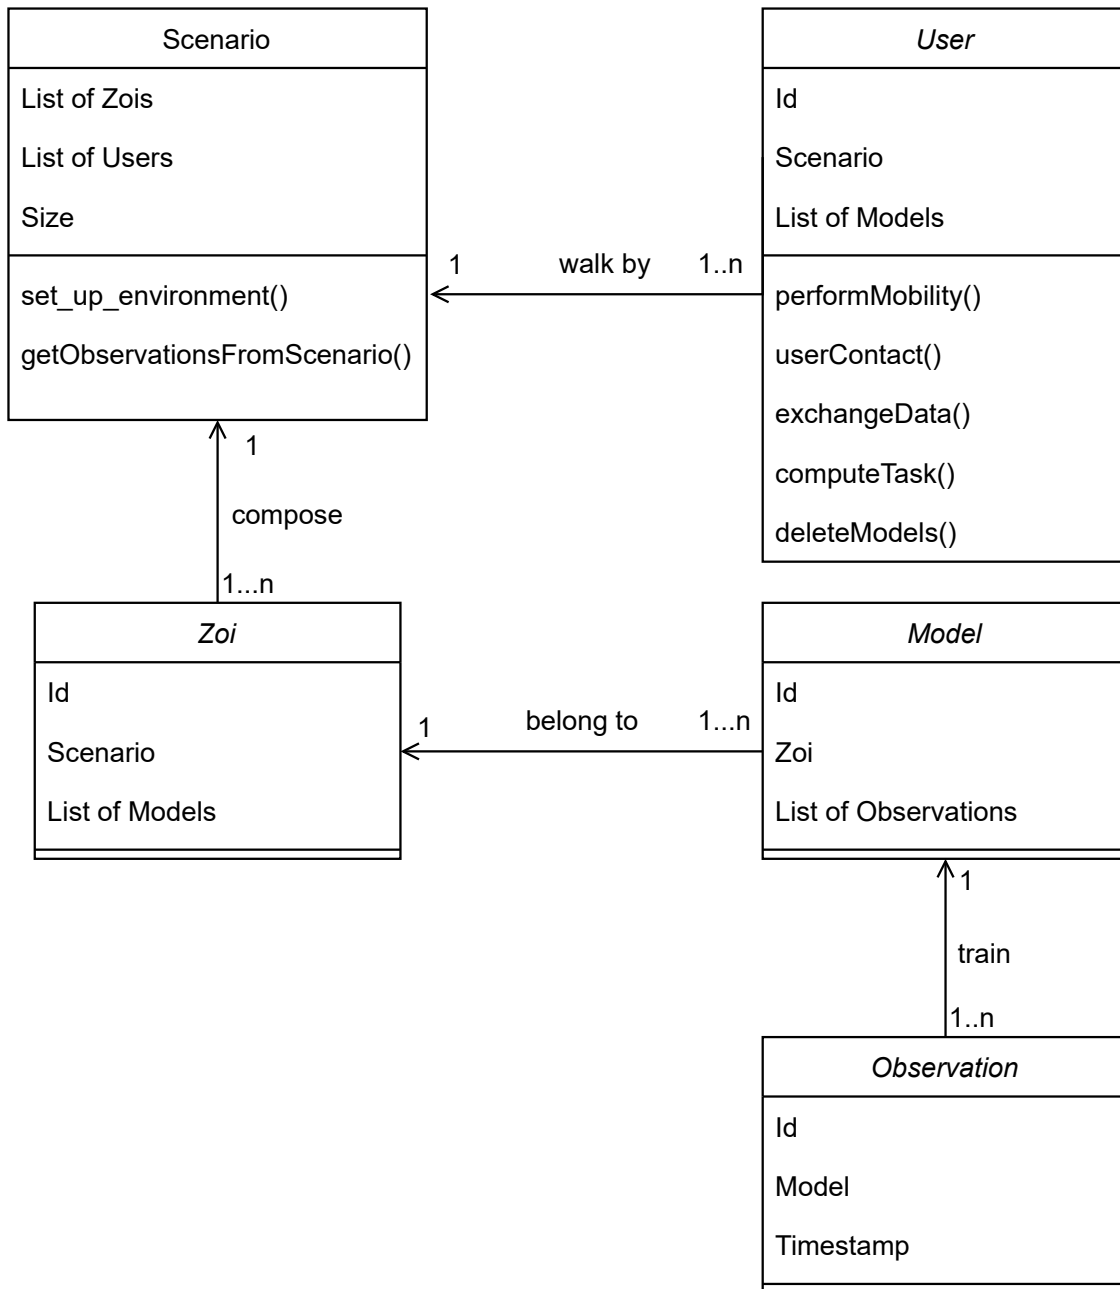 Scenario
List of Zois
List of Users
Size
set_up_environment()
getObservationsFromScenario()
1
walk by
1..n
User
Id
Scenario
List of Models
performMobility()
userContact()
exchangeData()
computeTask()
deleteModels()
1
compose
1...n
Zoi
Id
Scenario
List of Models
1
belong to
1...n
Model
Id
Zoi
List of Observations
1
train
1..n
Observation
Id
Model
Timestamp